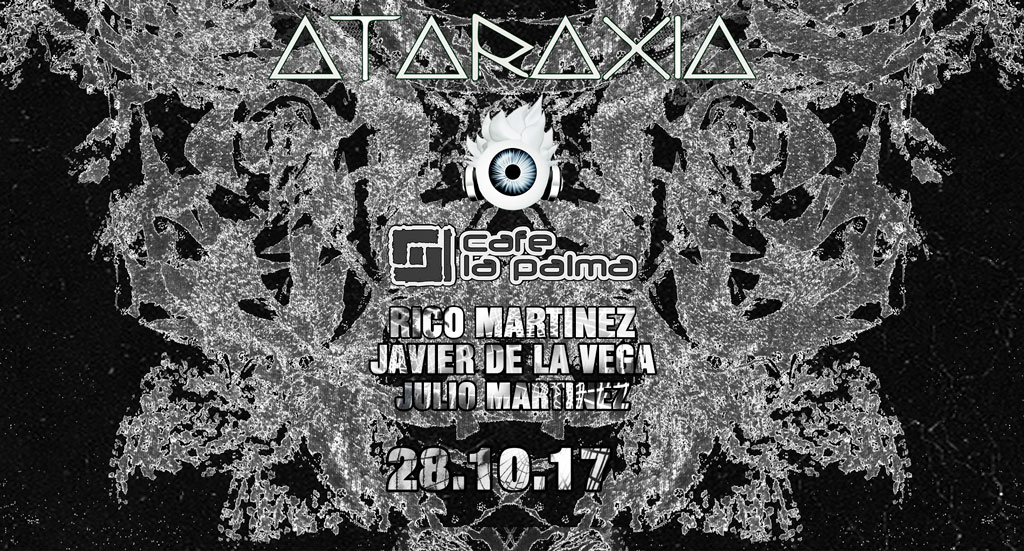 ATARAXIA
cafe
la palma
RICO MARTINEZ
JAVIER DE LA VEGA
JULIO MARTINEZ
28.10.17